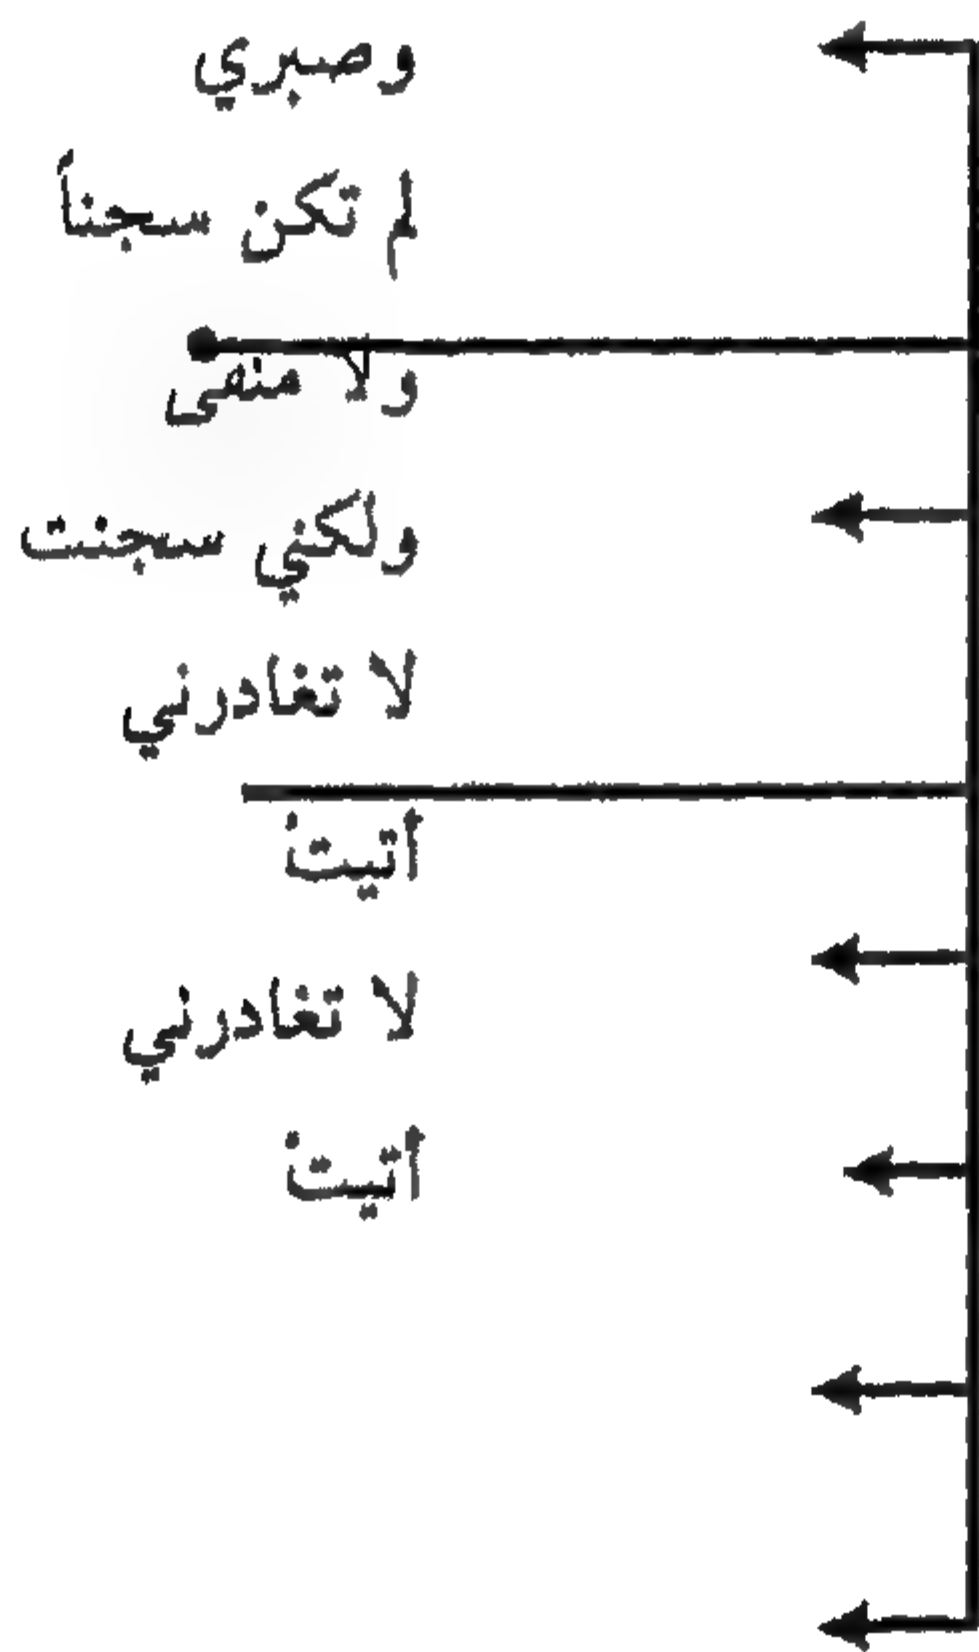 وصبري
لم تكن سجناً
ولا منفى
ولكني سجنت
لا تغادرني
أتيتْ
لا تغادرني
أتيتْ